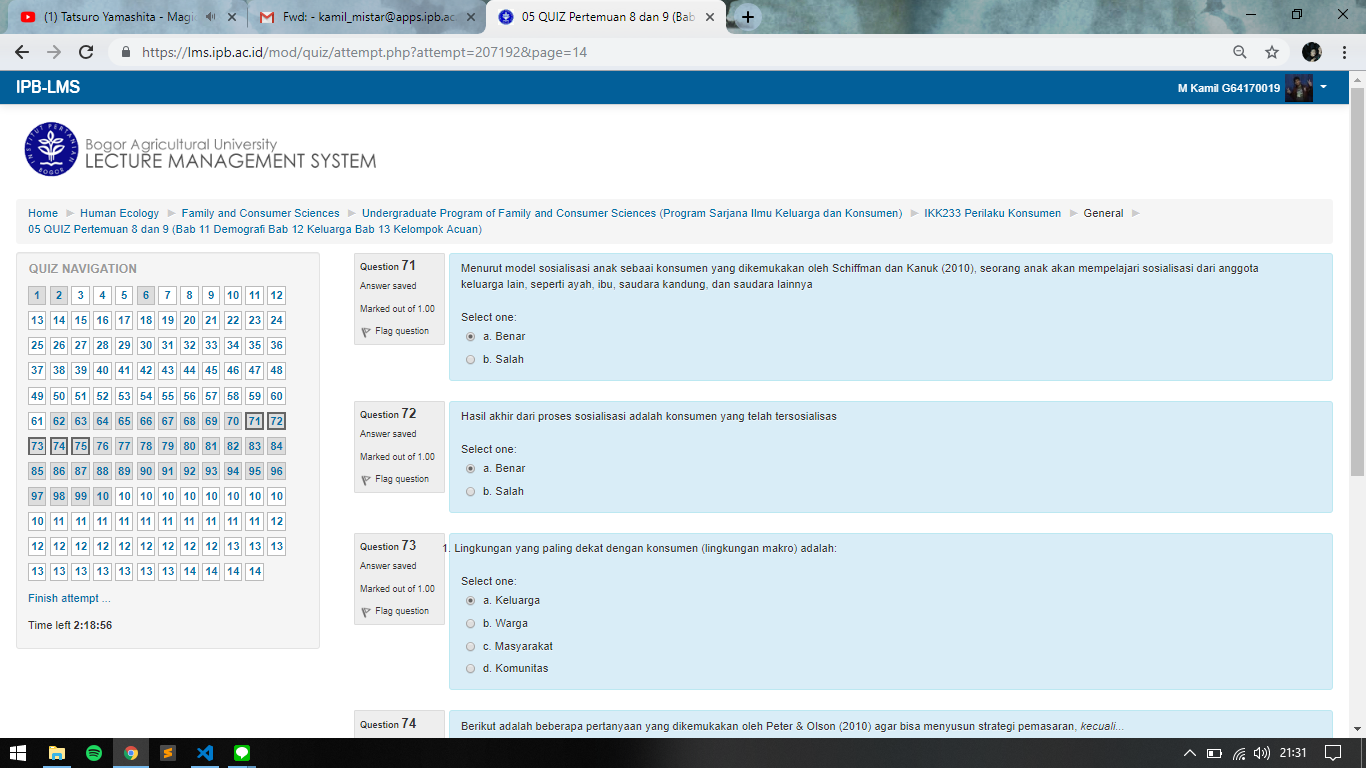 (1) Tatsuro Yamashita - Magi
Fwd: - kamil_mistar@apps.ipb.ac.
05 QUIZ Pertemuan 8 dan 9 (Bab
https://lms.ipb.ac.id/mod/quiz/attempt.php?attempt=207192&page=14
IPB-LMS
M Kamil G64170019
INSTITUT PERTANIAN BOGOR
Bogor Agricultural University
LECTURE MANAGEMENT SYSTEM
Home ► Human Ecology ► Family and Consumer Sciences ► Undergraduate Program of Family and Consumer Sciences (Program Sarjana Ilmu Keluarga dan Konsumen) ► IKK233 Perilaku Konsumen ► General ►
05 QUIZ Pertemuan 8 dan 9 (Bab 11 Demografi Bab 12 Keluarga Bab 13 Kelompok Acuan)
QUIZ NAVIGATION
1 2 3 4 5 6 7 8 9 10 11 12
13 14 15 16 17 18 19 20 21 22 23 24
25 26 27 28 29 30 31 32 33 34 35 36
37 38 39 40 41 42 43 44 45 46 47 48
49 50 51 52 53 54 55 56 57 58 59 60
61 62 63 64 65 66 67 68 69 70 71 72
73 74 75 76 77 78 79 80 81 82 83 84
85 86 87 88 89 90 91 92 93 94 95 96
97 98 99 10 10 10 10 10 10 10 10 10
10 11 11 11 11 11 11 11 11 11 11 12
12 12 12 12 12 12 12 12 12 13 13 13
13 13 13 13 13 13 13 14 14 14 14
Finish attempt ...
Time left 2:18:56
Question 71
Answer saved
Marked out of 1.00
Flag question
Menurut model sosialisasi anak sebaai konsumen yang dikemukakan oleh Schiffman dan Kanuk (2010), seorang anak akan mempelajari sosialisasi dari anggota
keluarga lain, seperti ayah, ibu, saudara kandung, dan saudara lainnya
Select one:
a. Benar
b. Salah
Question 72
Answer saved
Marked out of 1.00
Flag question
Hasil akhir dari proses sosialisasi adalah konsumen yang telah tersosialisas
Select one:
a. Benar
b. Salah
Question 73
Answer saved
Marked out of 1.00
Flag question
1. Lingkungan yang paling dekat dengan konsumen (lingkungan makro) adalah:
Select one:
a. Keluarga
b. Warga
c. Masyarakat
d. Komunitas
Question 74
Berikut adalah beberapa pertanyaan yang dikemukakan oleh Peter & Olson (2010) agar bisa menyusun strategi pemasaran, kecuali...
21:31